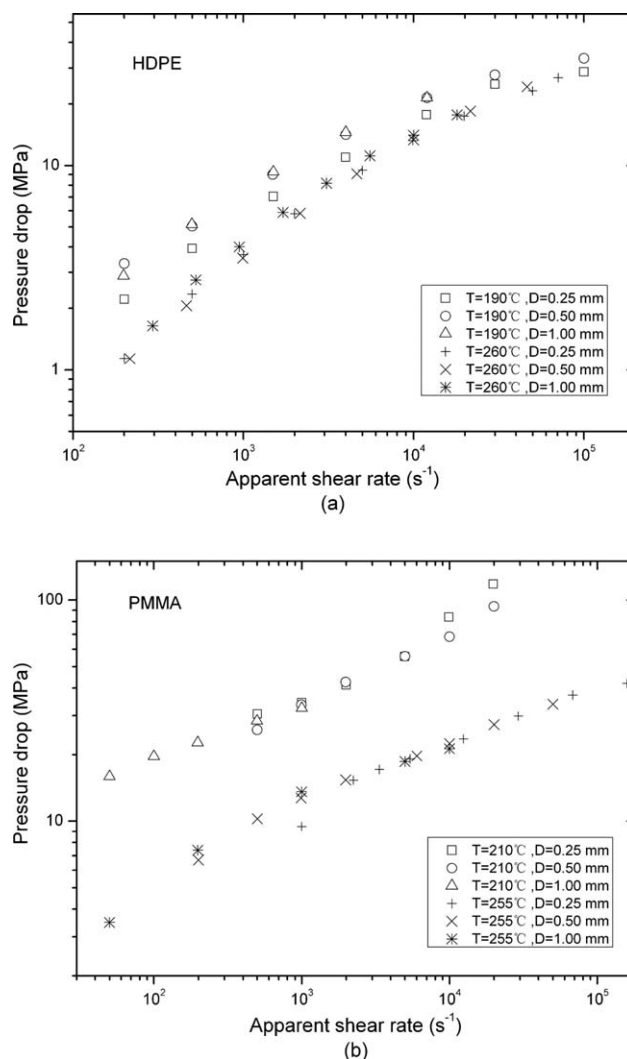 HDPE
10
1
Pressure drop (MPa)
T=190℃ ,D=0.25 mm
T=190℃ ,D=0.50 mm
T=190℃ ,D=1.00 mm
T=260℃ ,D=0.25 mm
T=260℃ ,D=0.50 mm
T=260℃ ,D=1.00 mm
10² 10³ 10⁴ 10⁵
Apparent shear rate (s⁻¹)
(a)
PMMA
100
10
Pressure drop (MPa)
T=210℃ ,D=0.25 mm
T=210℃ ,D=0.50 mm
T=210℃ ,D=1.00 mm
T=255℃ ,D=0.25 mm
T=255℃ ,D=0.50 mm
T=255℃ ,D=1.00 mm
10² 10³ 10⁴ 10⁵
Apparent shear rate (s⁻¹)
(b)